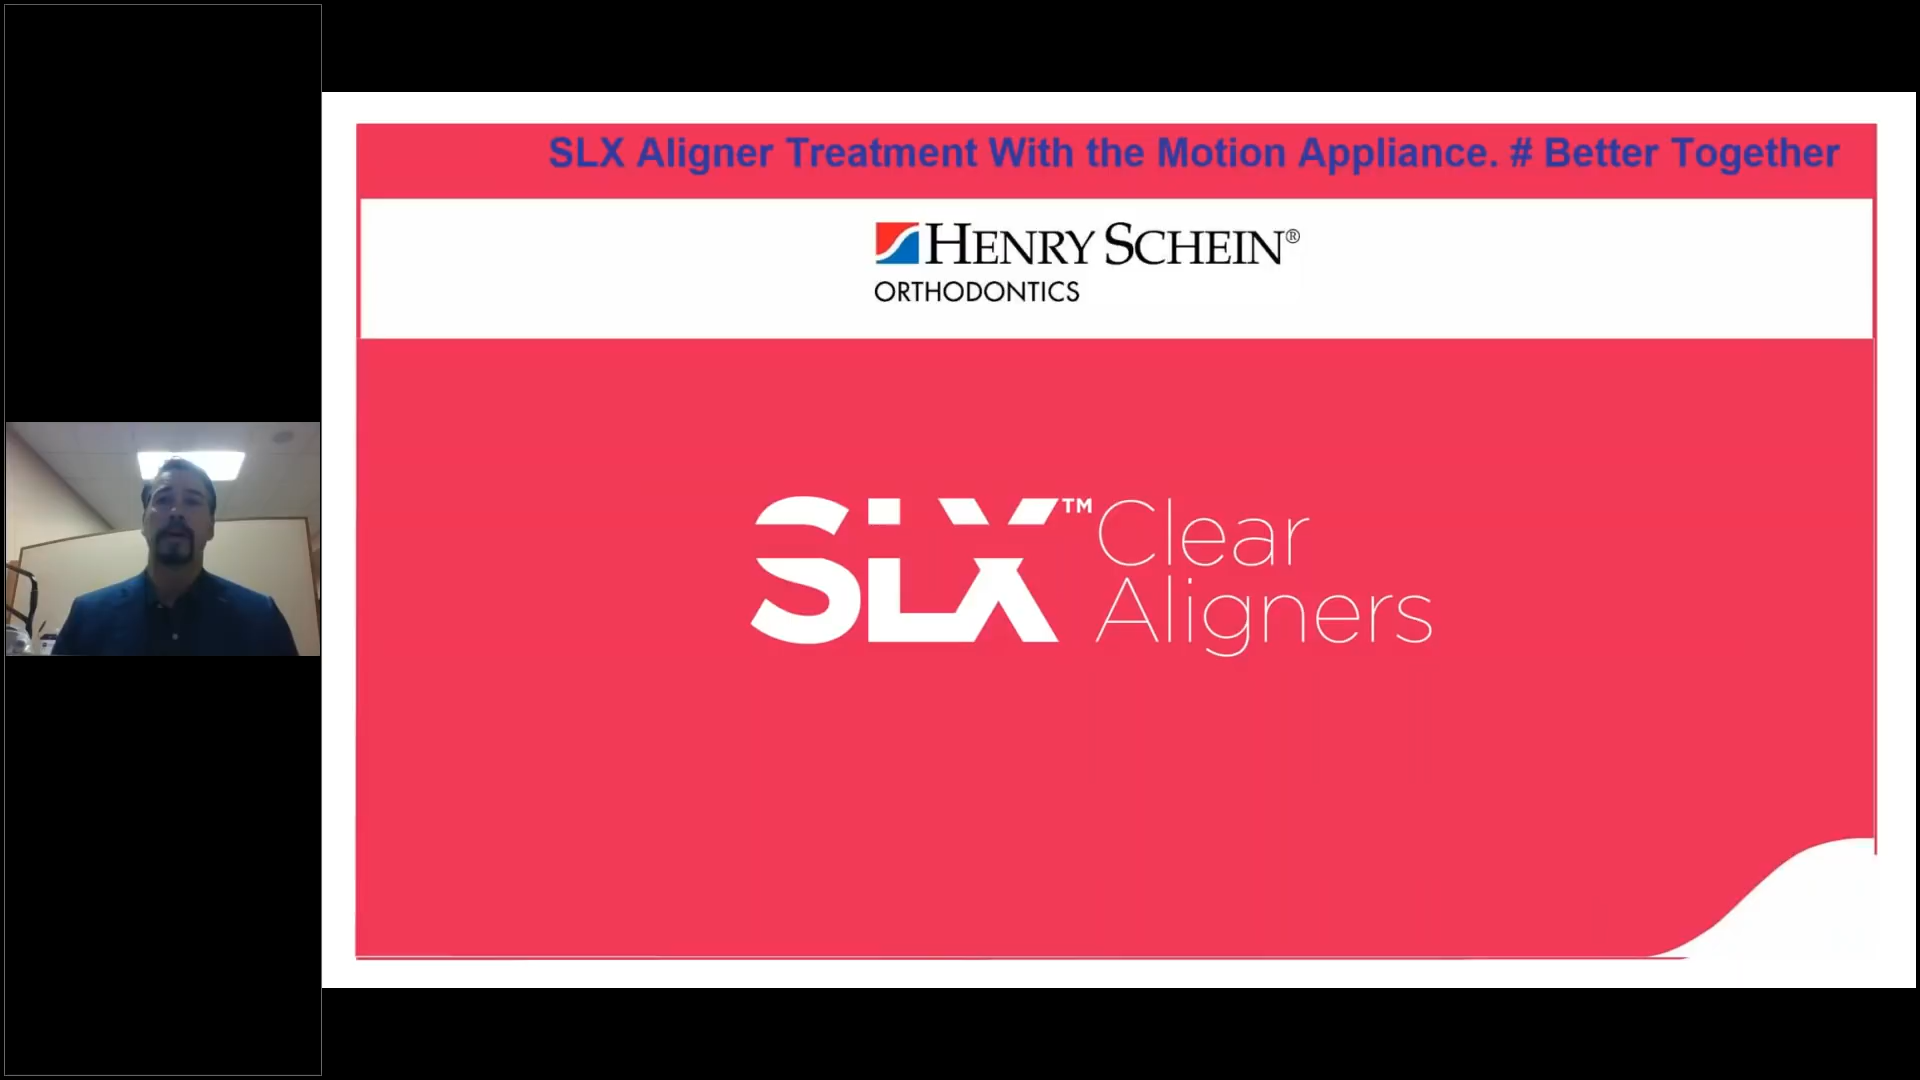 SLX Aligner Treatment With the Motion Appliance. # Better Together
HENRY SCHEIN®
ORTHODONTICS
SLX™ Clear
Aligners